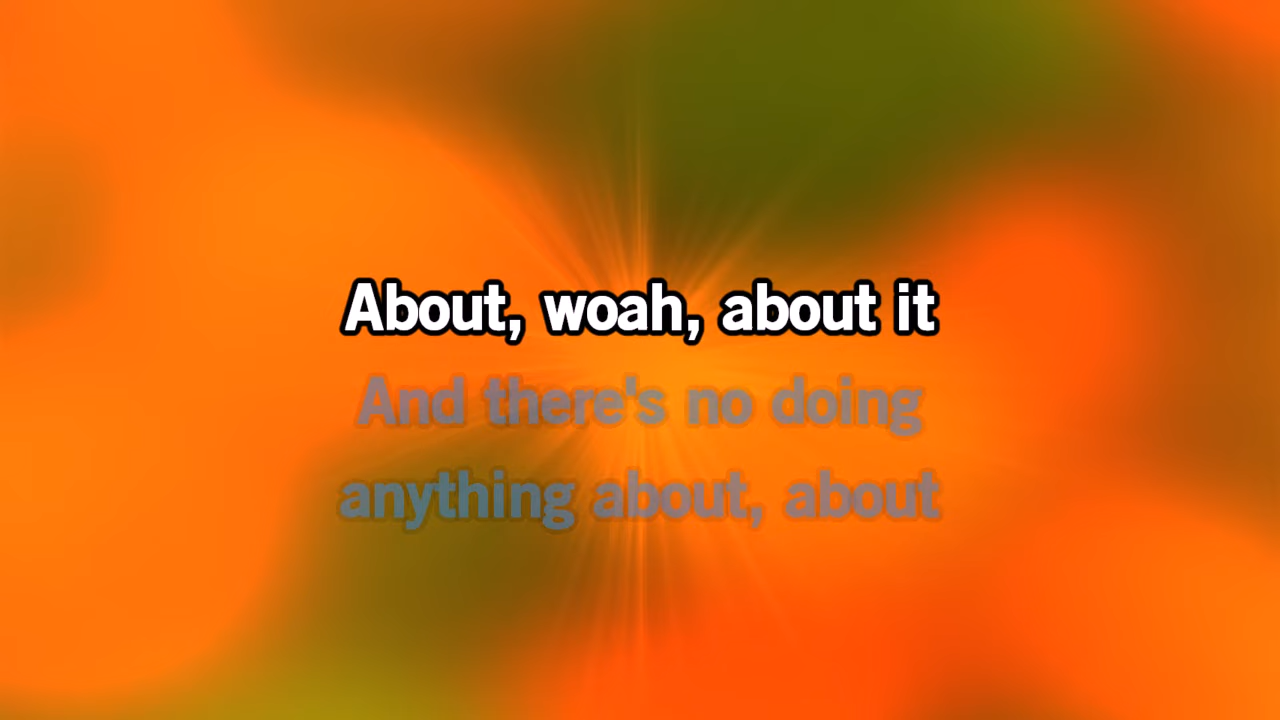 About, woah, about it
And there's no doing
anything about, about